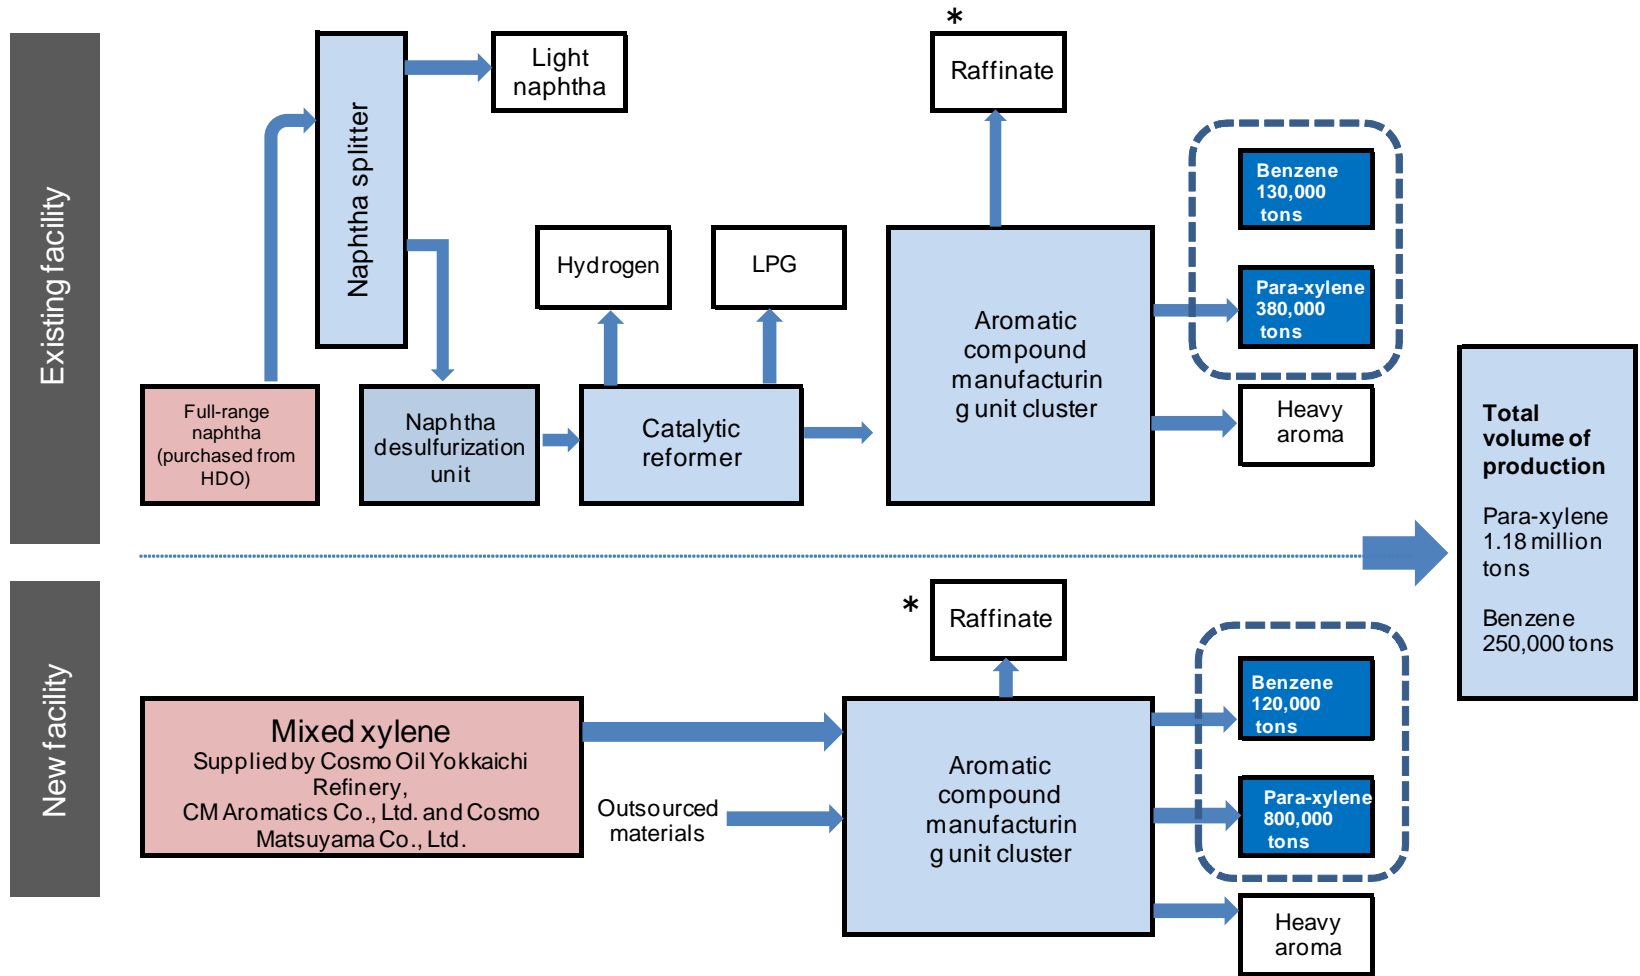 Existing facility
Naphtha splitter
Light
naphtha
*
Raffinate
Benzene
130,000
tons
Hydrogen
LPG
Para-xylene
380,000
tons
Aromatic
compound
manufacturin
g unit cluster
Full-range
naphtha
(purchased from
HDO)
Naphtha
desulfurization
unit
Catalytic
reformer
Heavy
aroma
Total
volume of
production
Para-xylene
1.18 million
tons
Benzene
250,000 tons
New facility
*
Raffinate
Mixed xylene
Supplied by Cosmo Oil Yokkaichi
Refinery,
CM Aromatics Co., Ltd. and Cosmo
Matsuyama Co., Ltd.
Outsourced
materials
Aromatic
compound
manufacturin
g unit cluster
Benzene
120,000
tons
Para-xylene
800,000
tons
Heavy
aroma